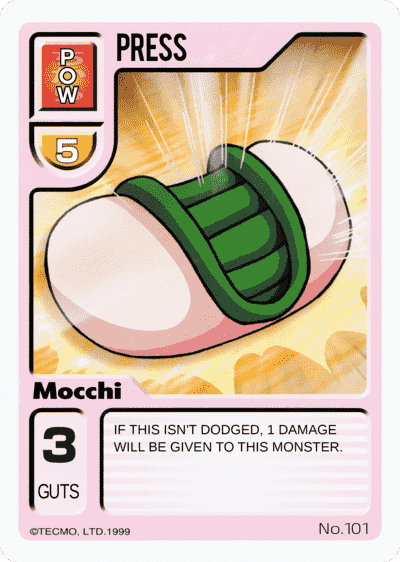 POW
PRESS
5
Mocchi
3
GUTS
IF THIS ISN'T DODGED, 1 DAMAGE
WILL BE GIVEN TO THIS MONSTER.
©TECMO, LTD.1999
No.101